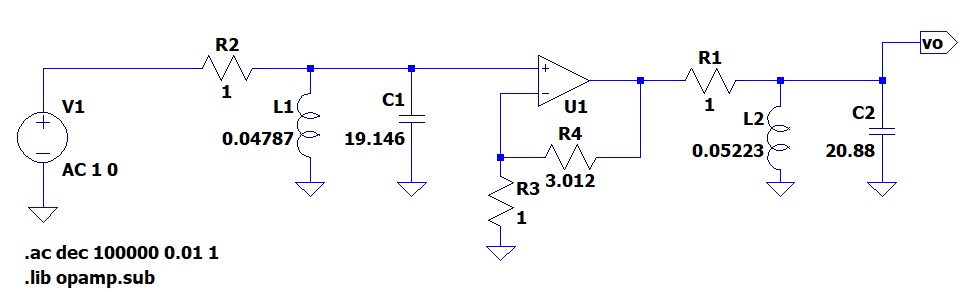 R2
1
V1
AC 1 0
L1
0.04787
C1
19.146
+
−
U1
R4
3.012
R3
1
R1
1
L2
0.05223
C2
20.88
vo
.ac dec 100000 0.01 1
.lib opamp.sub